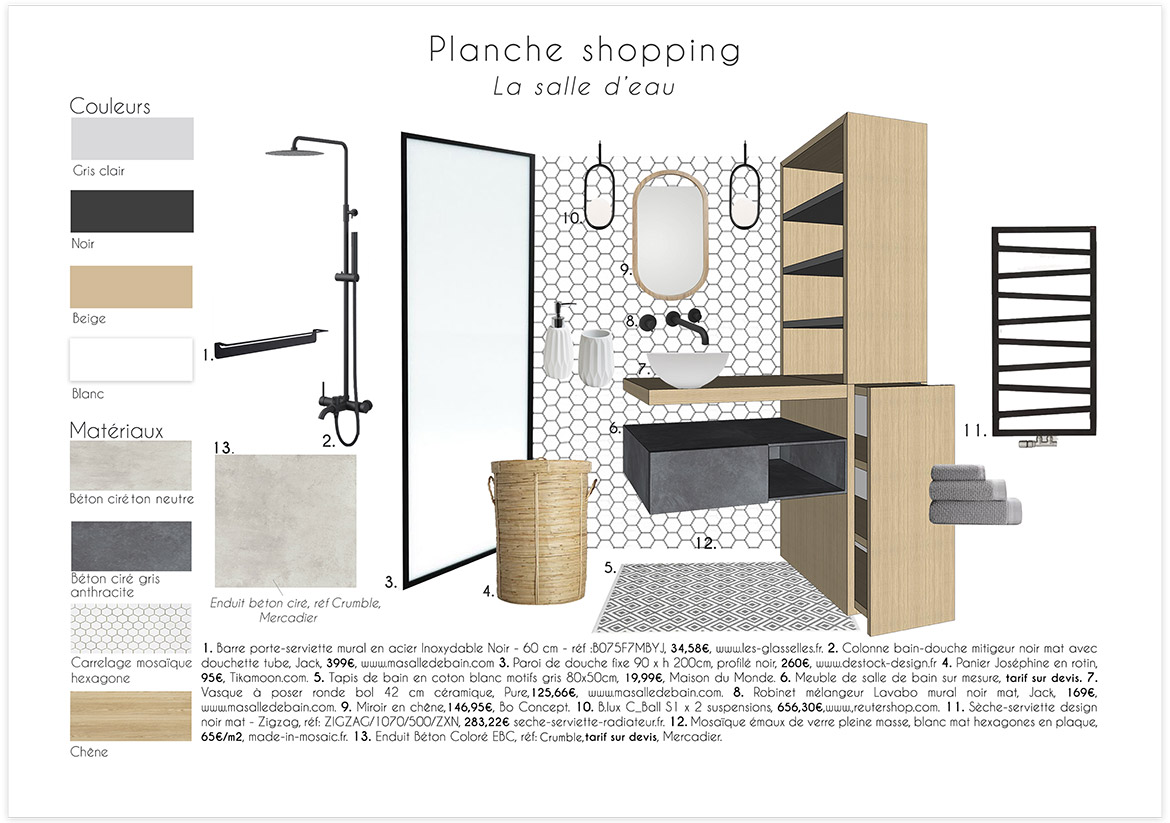 Planche shopping
La salle d'eau
Couleurs
Gris clair
Noir
Beige
Blanc
Matériaux
Béton ciré ton neutre
Béton ciré gris
anthracite
Carrelage mosaïque
hexagone
Chêne
1.
2.
3.
4.
5.
6.
7.
8.
9.
10.
11.
12.
13.
Enduit béton ciré, réf Crumble,
Mercadier
1. Barre porte-serviette mural en acier Inoxydable Noir - 60 cm - réf :B075F7MBYJ, 34,58€, www.les-glasselles.fr. 2. Colonne bain-douche mitigeur noir mat avec
douchette tube, Jack, 399€, www.masalledebain.com 3. Paroi de douche fixe 90 x h 200cm, profilé noir, 260€, www.destock-design.fr 4. Panier Joséphine en rotin,
95€, Tikamoon.com. 5. Tapis de bain en coton blanc motifs gris 80x50cm, 19,99€, Maison du Monde. 6. Meuble de salle de bain sur mesure, tarif sur devis. 7.
Vasque à poser ronde bol 42 cm céramique, Pure,125,66€, www.masalledebain.com. 8. Robinet mélangeur Lavabo mural noir mat, Jack, 169€,
www.masalledebain.com. 9. Miroir en chêne,146,95€, Bo Concept. 10. B.lux C_Ball S1 x 2 suspensions, 656,30€,www.reutershop.com. 11. Sèche-serviette design
noir mat - Zigzag, réf: ZIGZAG/1070/500/ZXN, 283,22€ seche-serviette-radiateur.fr. 12. Mosaïque émaux de verre pleine masse, blanc mat hexagones en plaque,
65€/m2, made-in-mosaic.fr. 13. Enduit Béton Coloré EBC, réf: Crumble,tarif sur devis, Mercadier.